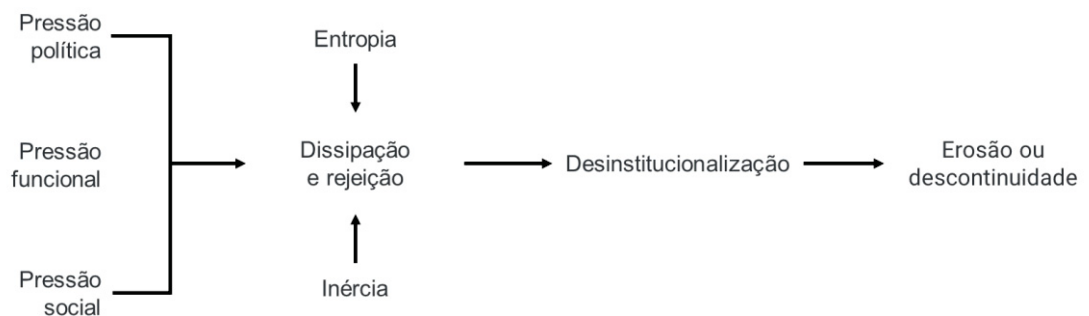 Pressão
política
Pressão
funcional
Pressão
social
Entropia
Dissipação
e rejeição
Inércia
Desinstitucionalização
Erosão ou
descontinuidade